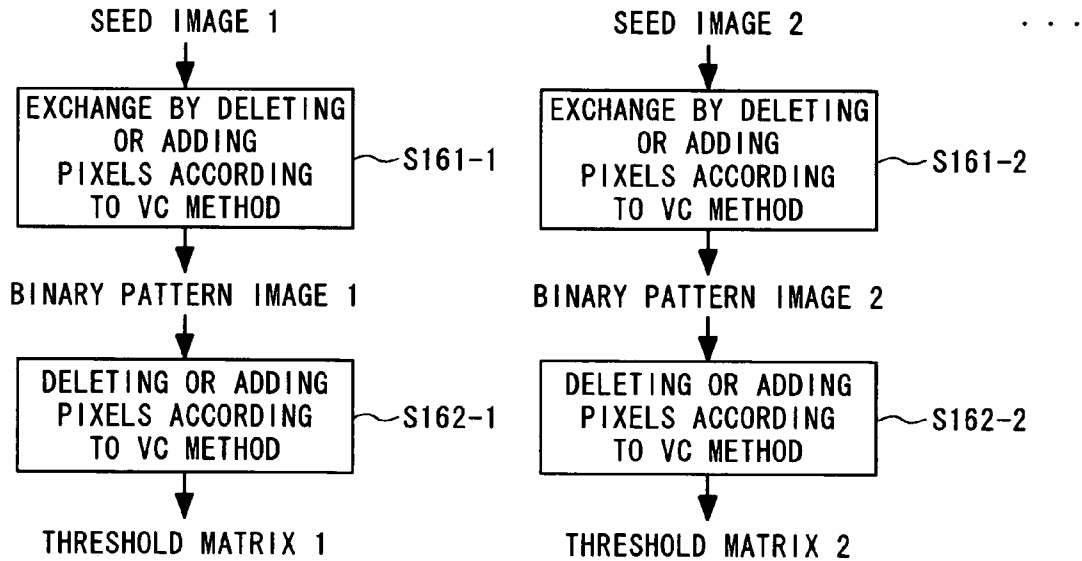 SEED IMAGE 1
EXCHANGE BY DELETING
OR ADDING
PIXELS ACCORDING
TO VC METHOD
S161-1
BINARY PATTERN IMAGE 1
DELETING OR ADDING
PIXELS ACCORDING
TO VC METHOD
S162-1
THRESHOLD MATRIX 1
SEED IMAGE 2
EXCHANGE BY DELETING
OR ADDING
PIXELS ACCORDING
TO VC METHOD
S161-2
BINARY PATTERN IMAGE 2
DELETING OR ADDING
PIXELS ACCORDING
TO VC METHOD
S162-2
THRESHOLD MATRIX 2
. . .